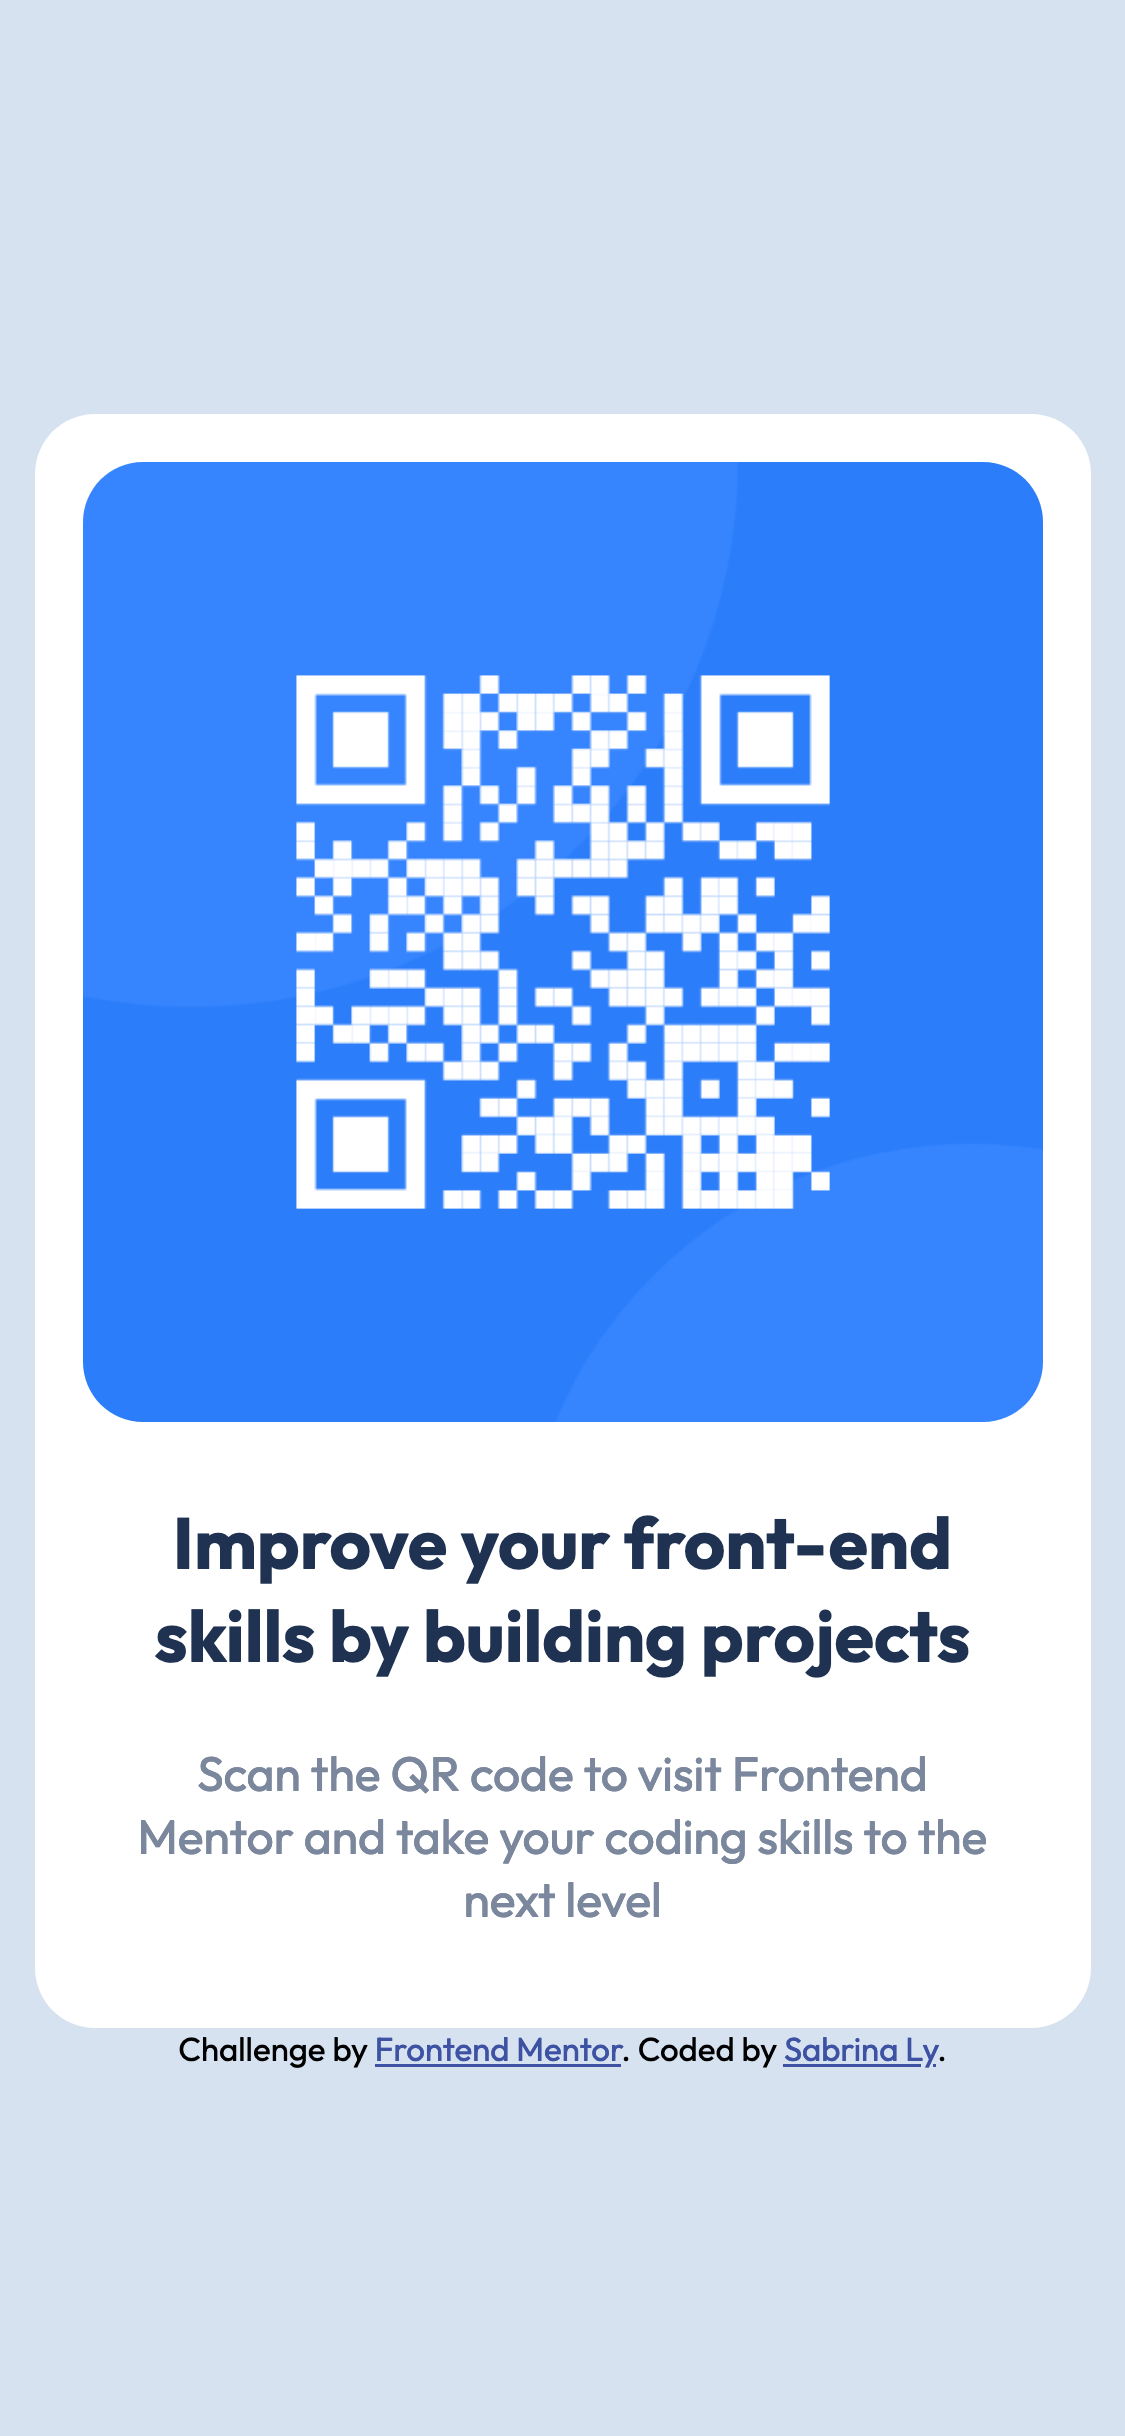 Improve your front-end
skills by building projects
Scan the QR code to visit Frontend
Mentor and take your coding skills to the
next level
Challenge by Frontend Mentor. Coded by Sabrina Ly.